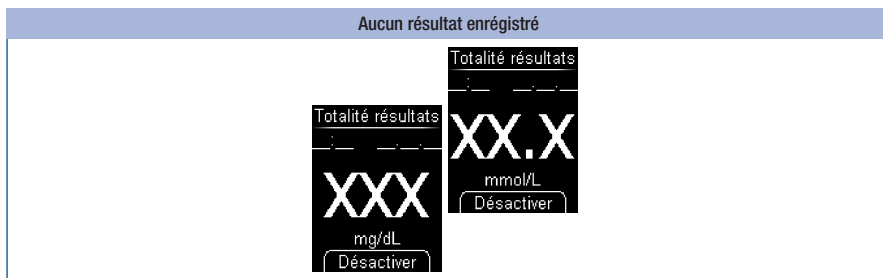 Aucun résultat enrégistré
Totalité résultats
__:__ __.__.__
XXX
mg/dL
Désactiver
Totalité résultats
__:__ __.__.__
XX.X
mmol/L
Désactiver